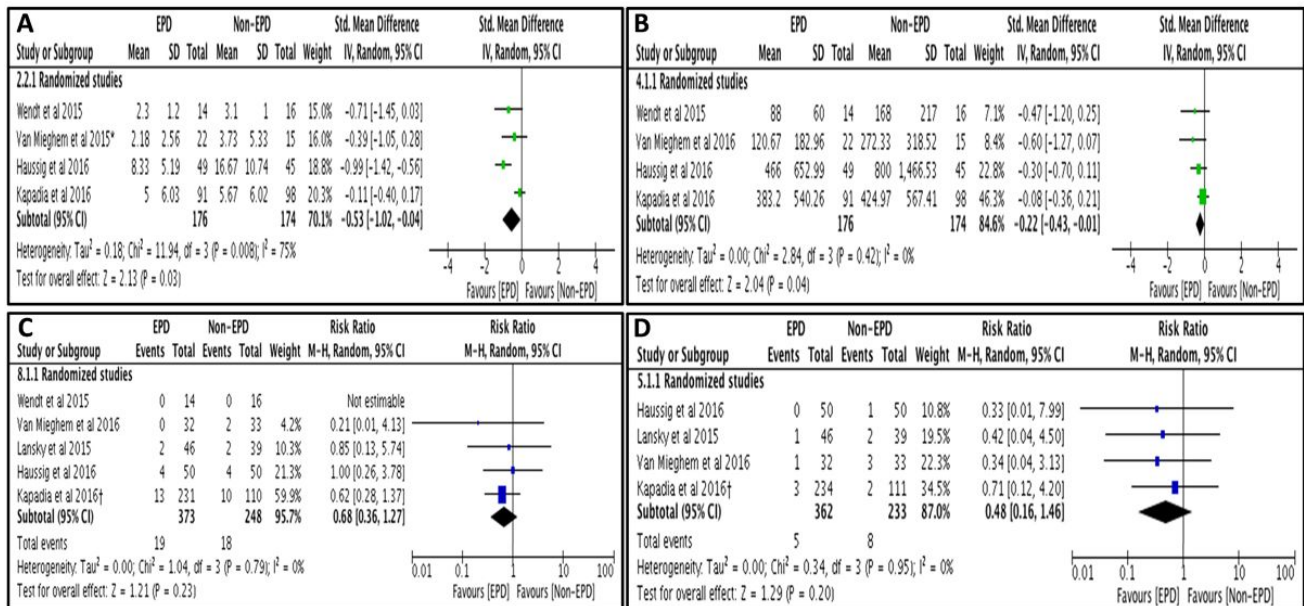 A
EPD Non-EPD Std. Mean Difference Std. Mean Difference
Study or Subgroup Mean SD Total Mean SD Total Weight IV, Random, 95% CI IV, Random, 95% CI
2.2.1 Randomized studies
Wendt et al 2015 2.3 1.2 14 3.1 1 16 15.0% -0.71 [-1.45, 0.03]
Van Mieghem et al 2015* 2.18 2.56 22 3.73 5.33 15 16.0% -0.39 [-1.05, 0.28]
Haussig et al 2016 8.33 5.19 49 16.67 10.74 45 18.8% -0.99 [-1.42, -0.56]
Kapadia et al 2016 5 6.03 91 5.67 6.02 98 20.3% -0.11 [-0.40, 0.17]
Subtotal (95% CI) 176 174 70.1% -0.53 [-1.02, -0.04]
Heterogeneity: Tau² = 0.18; Chi² = 11.94, df = 3 (P = 0.008); I² = 75%
Test for overall effect: Z = 2.13 (P = 0.03)
-4 -2 0 2 4
Favours [EPD] Favours [Non-EPD]
B
EPD Non-EPD Std. Mean Difference Std. Mean Difference
Study or Subgroup Mean SD Total Mean SD Total Weight IV, Random, 95% CI IV, Random, 95% CI
4.1.1 Randomized studies
Wendt et al 2015 88 60 14 168 217 16 7.1% -0.47 [-1.20, 0.25]
Van Mieghem et al 2016 120.67 182.96 22 272.33 318.52 15 8.4% -0.60 [-1.27, 0.07]
Haussig et al 2016 466 652.99 49 800 1,466.53 45 22.8% -0.30 [-0.70, 0.11]
Kapadia et al 2016 383.2 540.26 91 424.97 567.41 98 46.3% -0.08 [-0.36, 0.21]
Subtotal (95% CI) 176 174 84.6% -0.22 [-0.43, -0.01]
Heterogeneity: Tau² = 0.00; Chi² = 2.84, df = 3 (P = 0.42); I² = 0%
Test for overall effect: Z = 2.04 (P = 0.04)
-4 -2 0 2 4
Favours [EPD] Favours [Non-EPD]
C
EPD Non-EPD Risk Ratio Risk Ratio
Study or Subgroup Events Total Events Total Weight M-H, Random, 95% CI M-H, Random, 95% CI
8.1.1 Randomized studies
Wendt et al 2015 0 14 0 16 Not estimable
Van Mieghem et al 2016 0 32 2 33 4.2% 0.21 [0.01, 4.13]
Lansky et al 2015 2 46 2 39 10.3% 0.85 [0.13, 5.74]
Haussig et al 2016 4 50 4 50 21.3% 1.00 [0.26, 3.78]
Kapadia et al 2016† 13 231 10 110 59.9% 0.62 [0.28, 1.37]
Subtotal (95% CI) 373 248 95.7% 0.68 [0.36, 1.27]
Total events 19 18
Heterogeneity: Tau² = 0.00; Chi² = 1.04, df = 3 (P = 0.79); I² = 0%
Test for overall effect: Z = 1.21 (P = 0.23)
0.01 0.1 1 10 100
Favours [EPD] Favours [Non-EPD]
D
EPD Non-EPD Risk Ratio Risk Ratio
Study or Subgroup Events Total Events Total Weight M-H, Random, 95% CI M-H, Random, 95% CI
5.1.1 Randomized studies
Haussig et al 2016 0 50 1 50 10.8% 0.33 [0.01, 7.99]
Lansky et al 2015 1 46 2 39 19.5% 0.42 [0.04, 4.50]
Van Mieghem et al 2016 1 32 3 33 22.3% 0.34 [0.04, 3.13]
Kapadia et al 2016† 3 234 2 111 34.5% 0.71 [0.12, 4.20]
Subtotal (95% CI) 362 233 87.0% 0.48 [0.16, 1.46]
Total events 5 8
Heterogeneity: Tau² = 0.00; Chi² = 0.34, df = 3 (P = 0.95); I² = 0%
Test for overall effect: Z = 1.29 (P = 0.20)
0.01 0.1 1 10 100
Favours [EPD] Favours [Non-EPD]